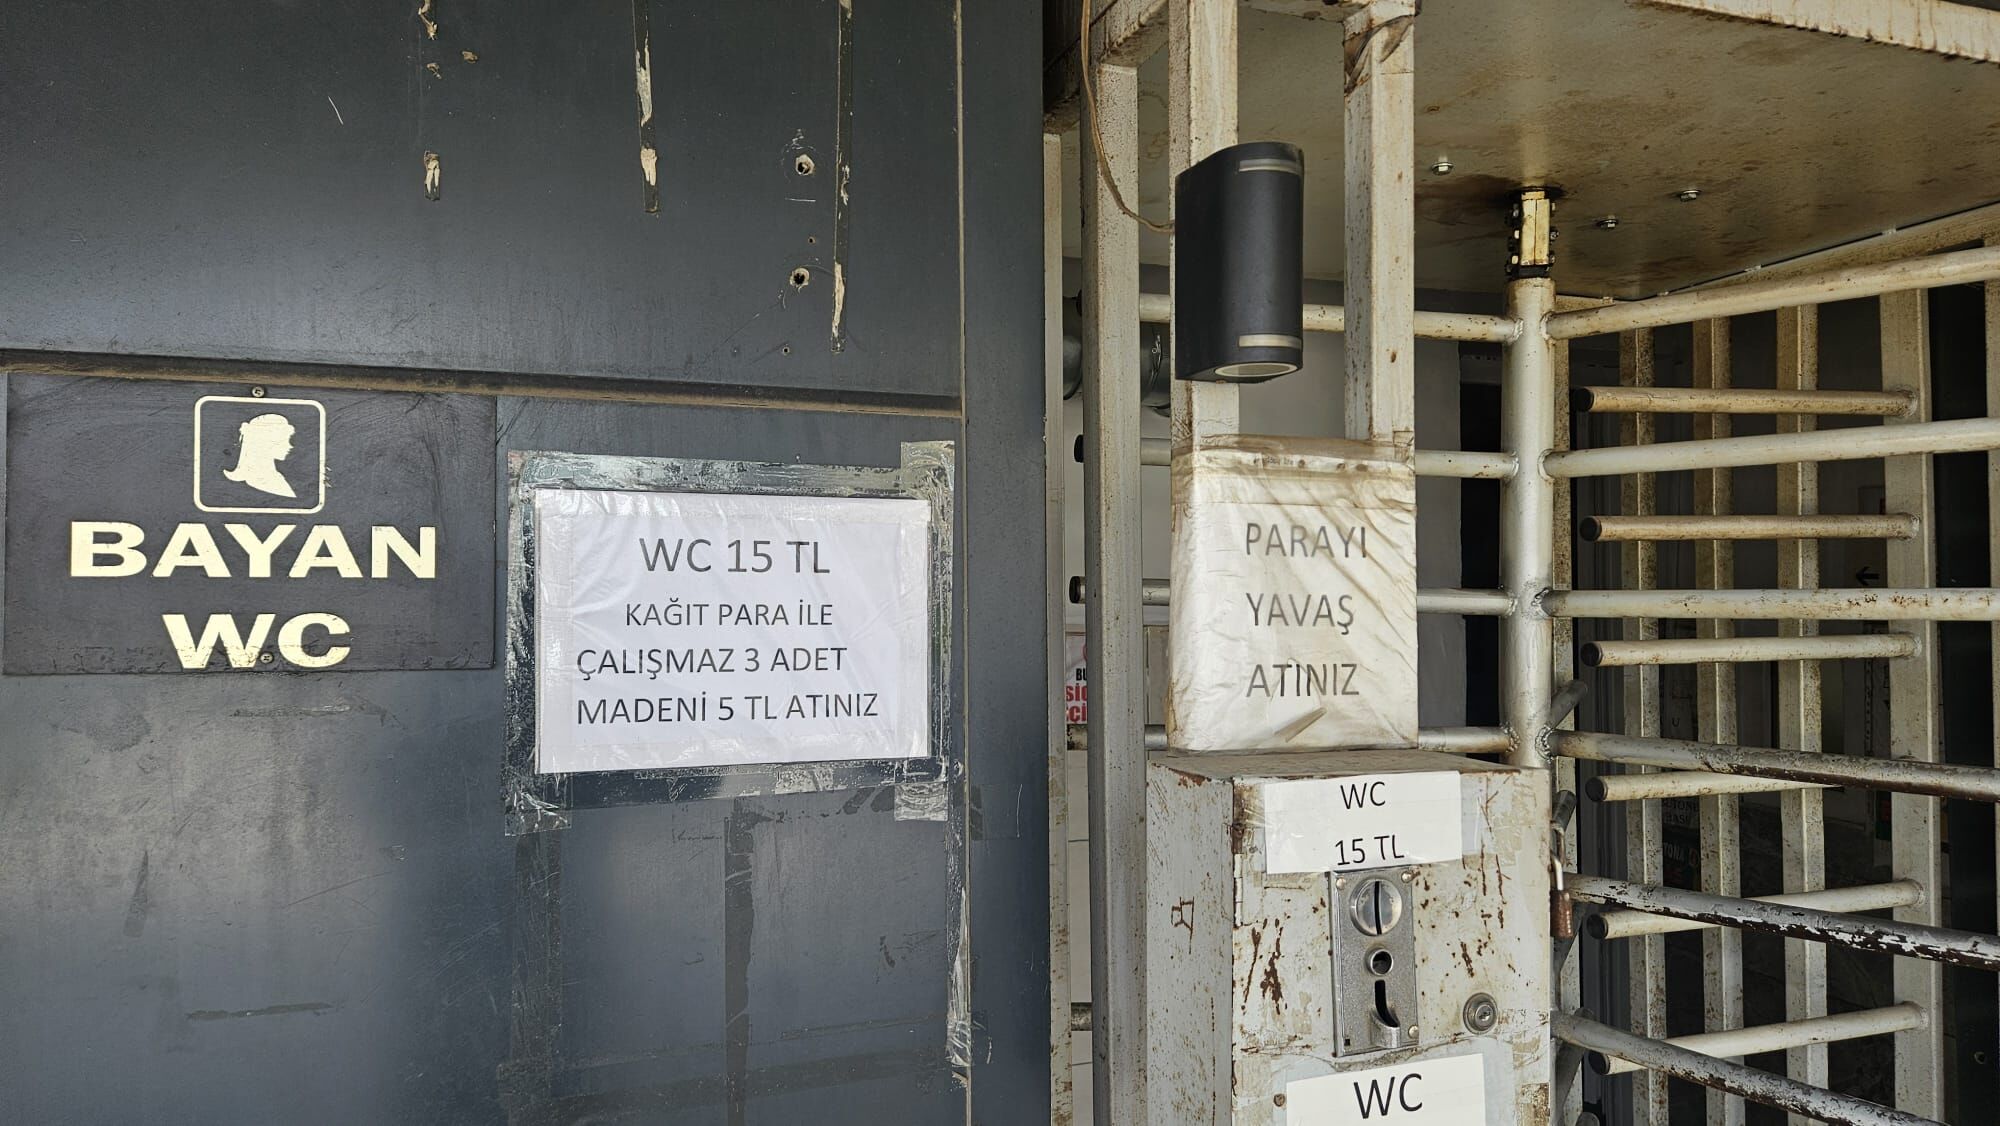 BAYAN
WC
WC 15 TL
KAĞIT PARA İLE
ÇALIŞMAZ 3 ADET
MADENİ 5 TL ATINIZ
PARAYI
YAVAŞ
ATINIZ
WC
15 TL
WC